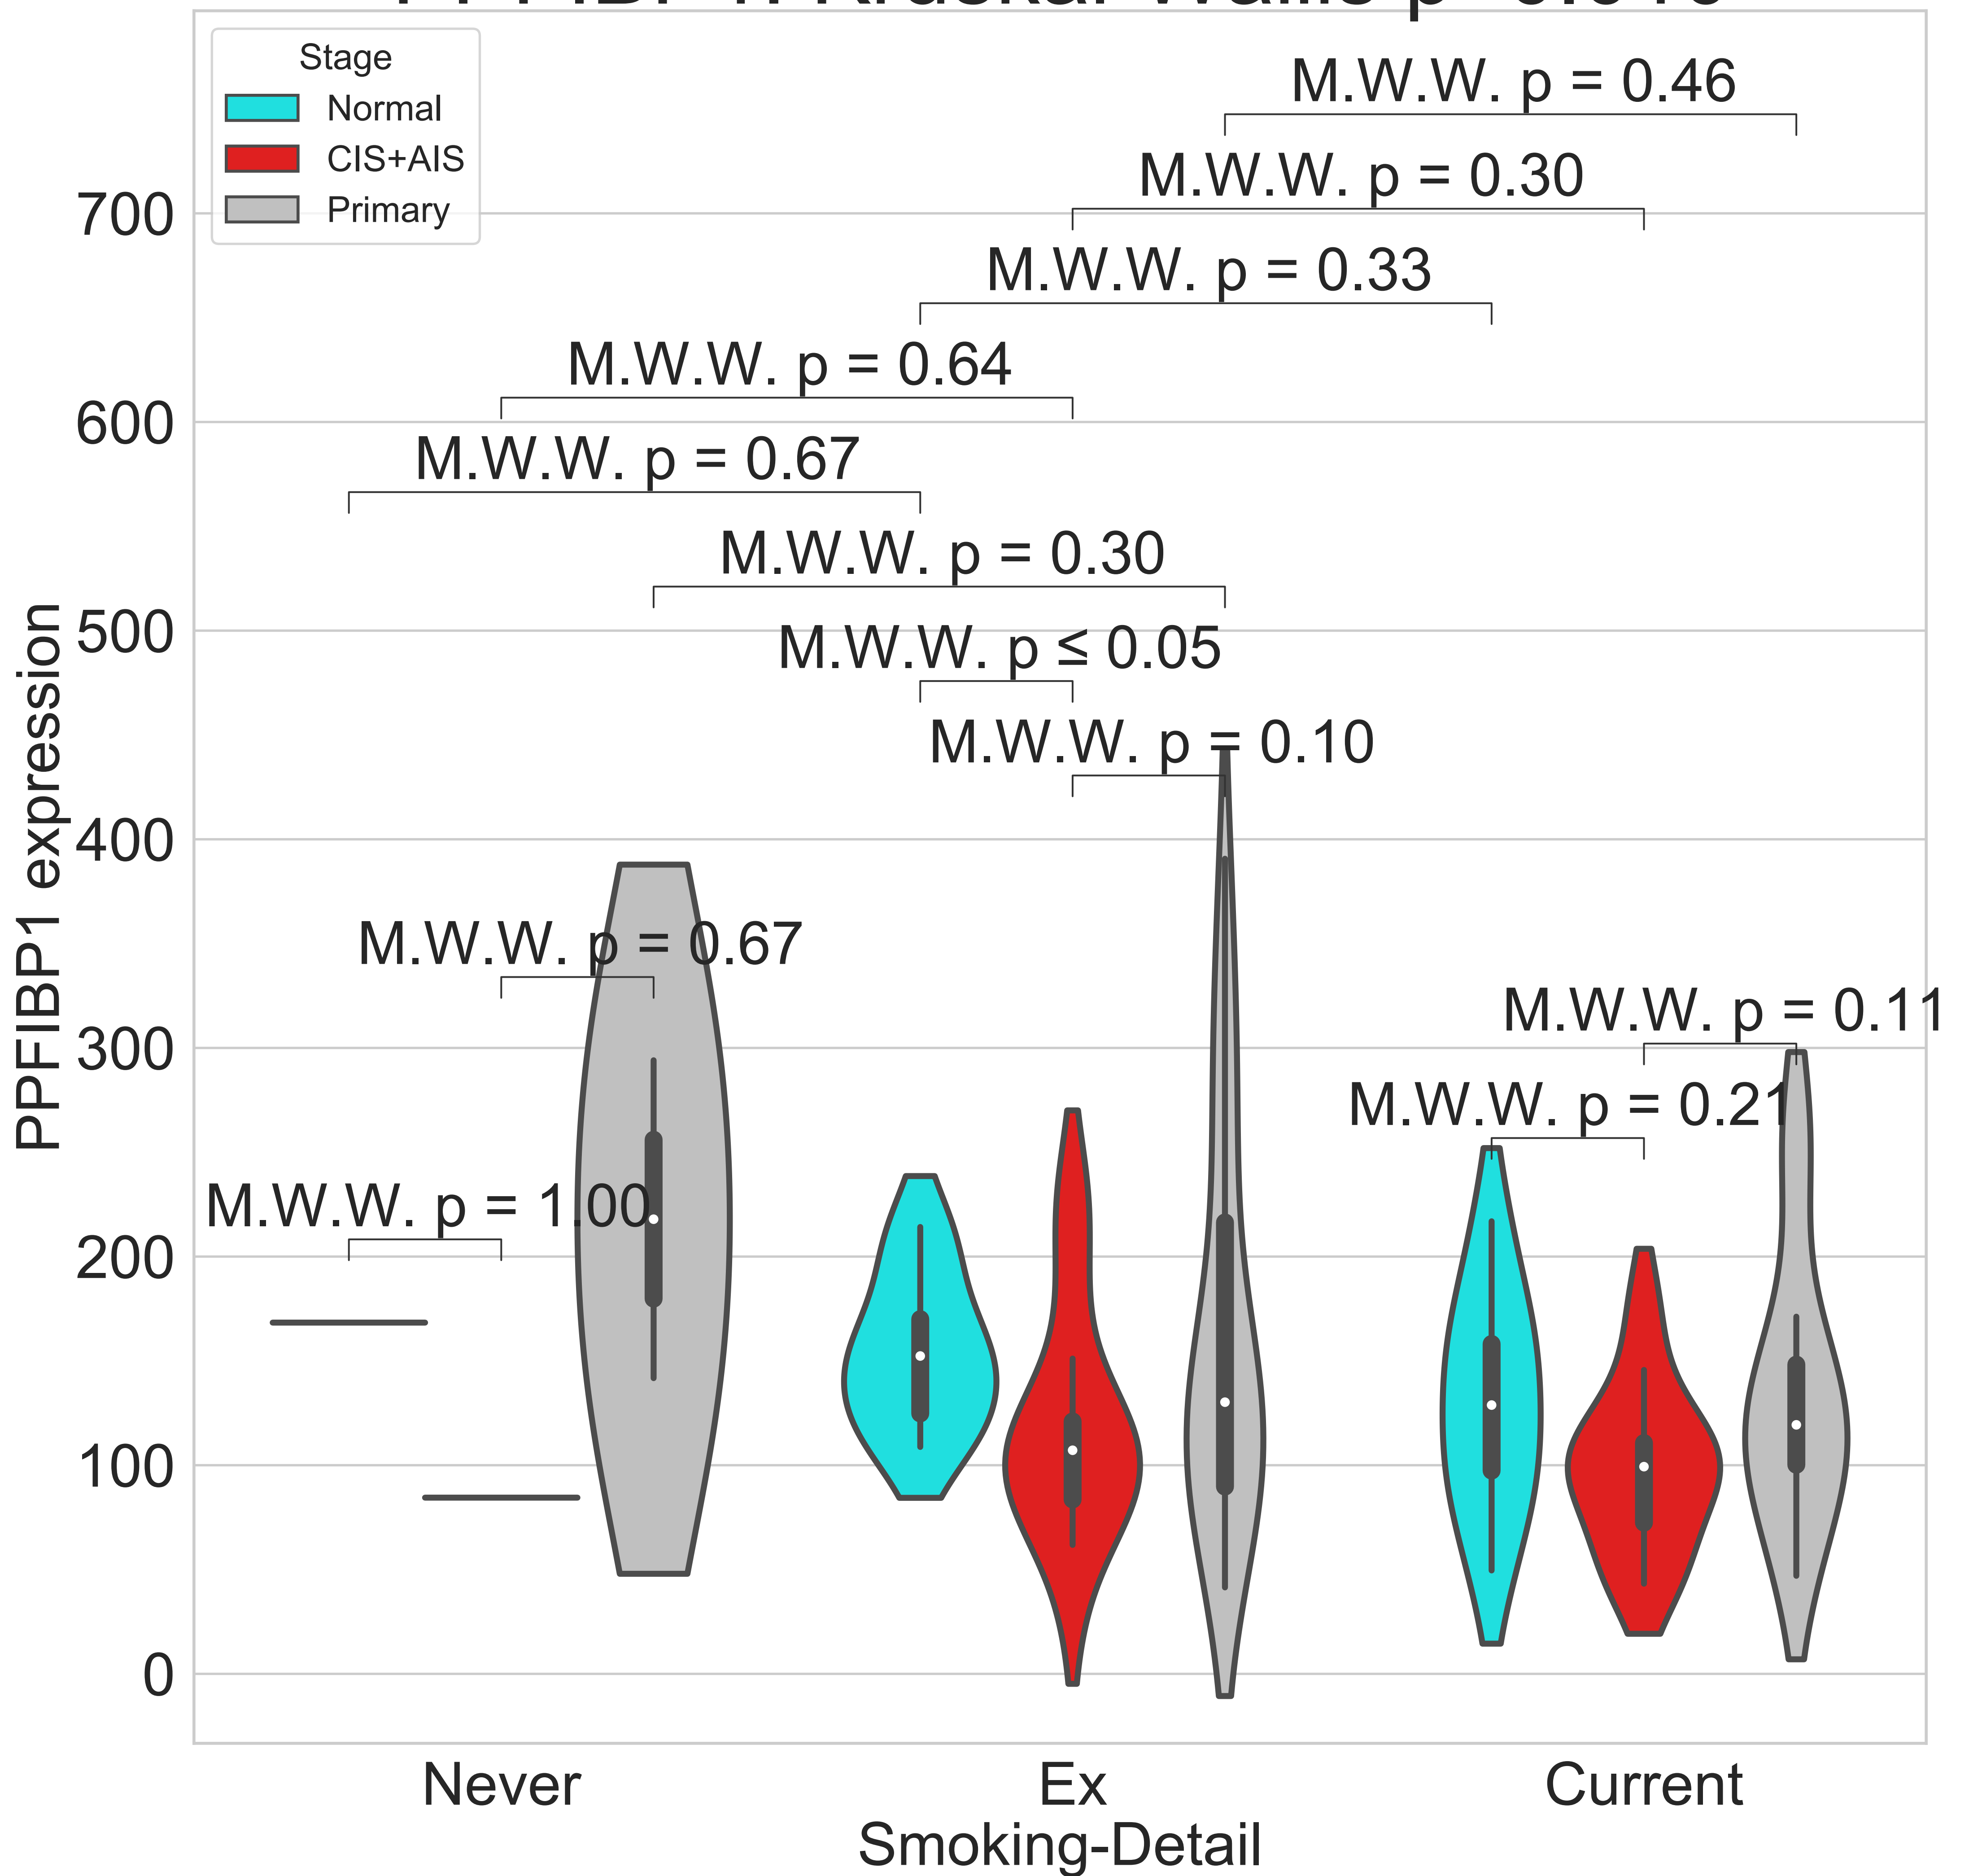 Stage
Normal
CIS+AIS
Primary
M.W.W. p = 0.46
M.W.W. p = 0.30
M.W.W. p = 0.33
M.W.W. p = 0.64
M.W.W. p = 0.67
M.W.W. p = 0.30
M.W.W. p ≤ 0.05
M.W.W. p = 0.10
M.W.W. p = 0.67
M.W.W. p = 0.11
M.W.W. p = 0.21
M.W.W. p = 1.00
700
600
500
400
300
200
100
0
PPFIBP1 expression
Never
Ex
Current
Smoking-Detail